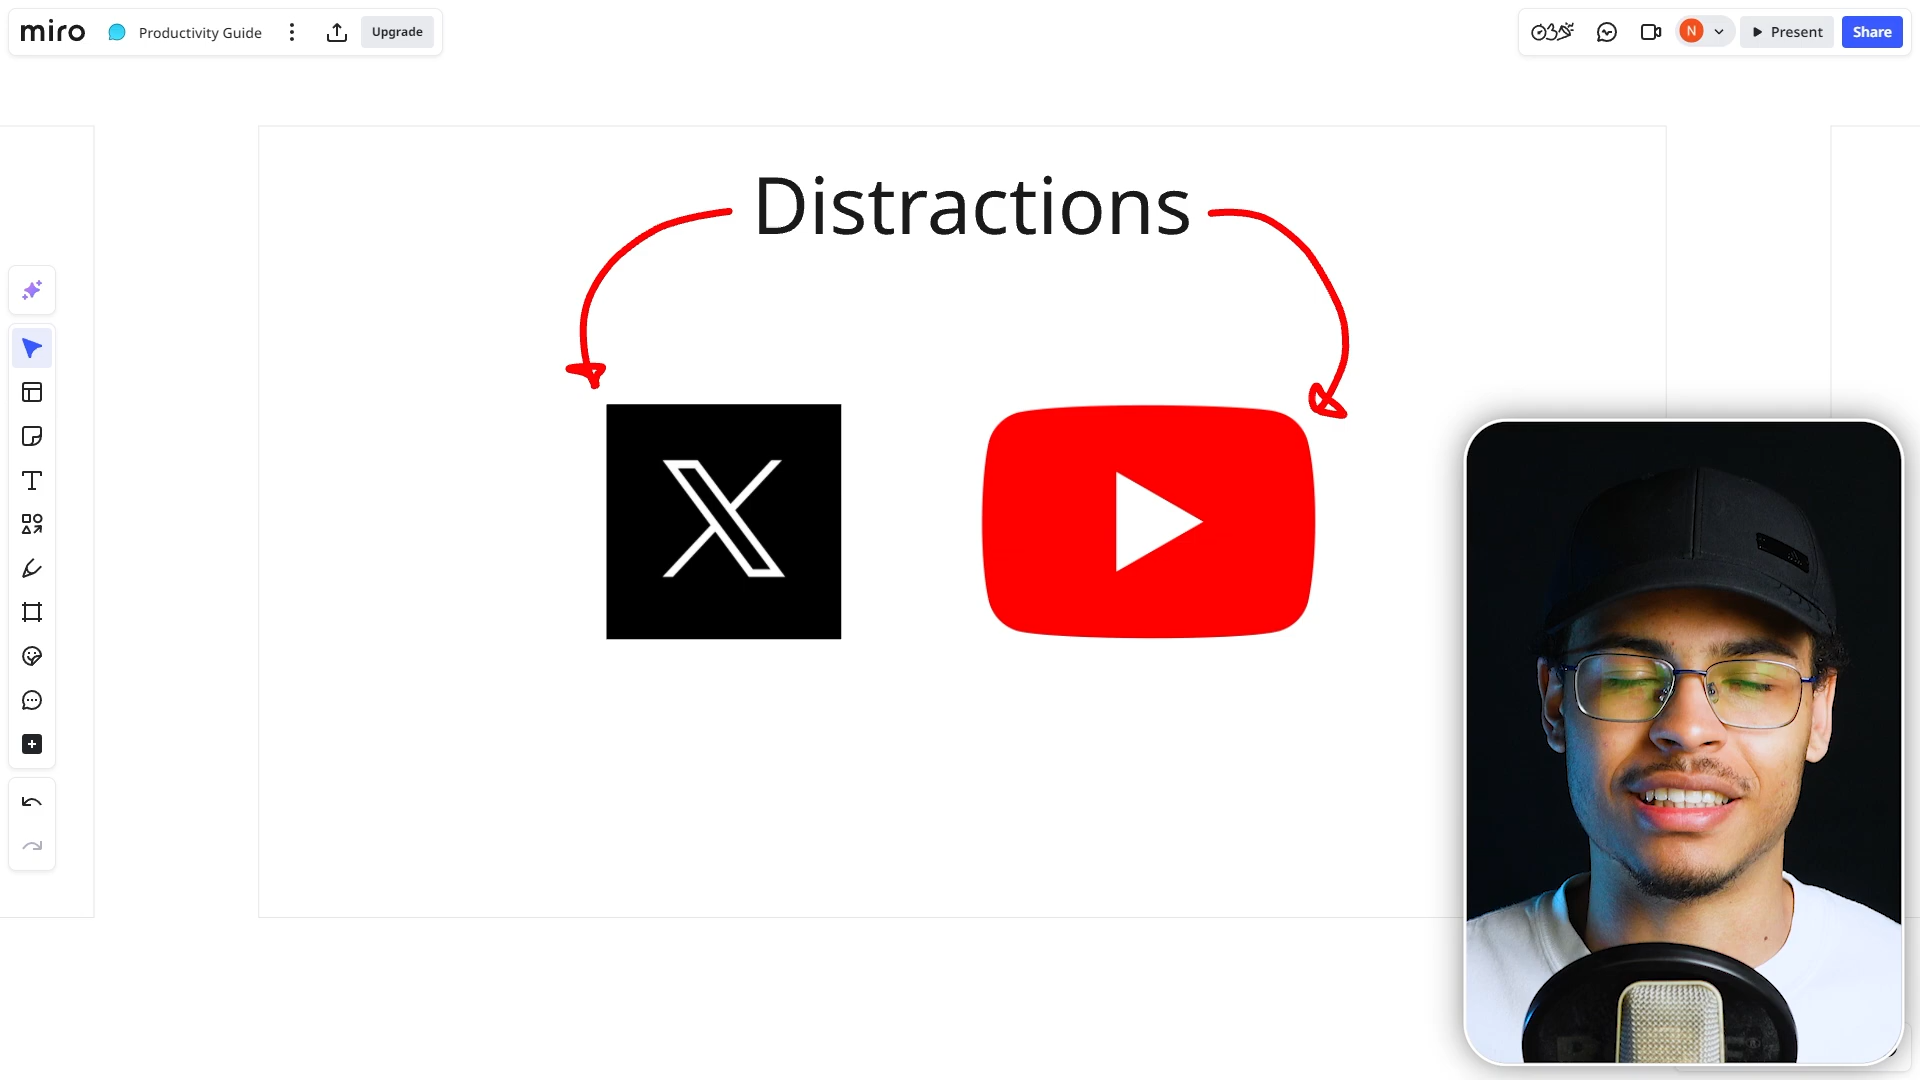 miro
Productivity Guide
Upgrade
N
Present
Share
Distractions